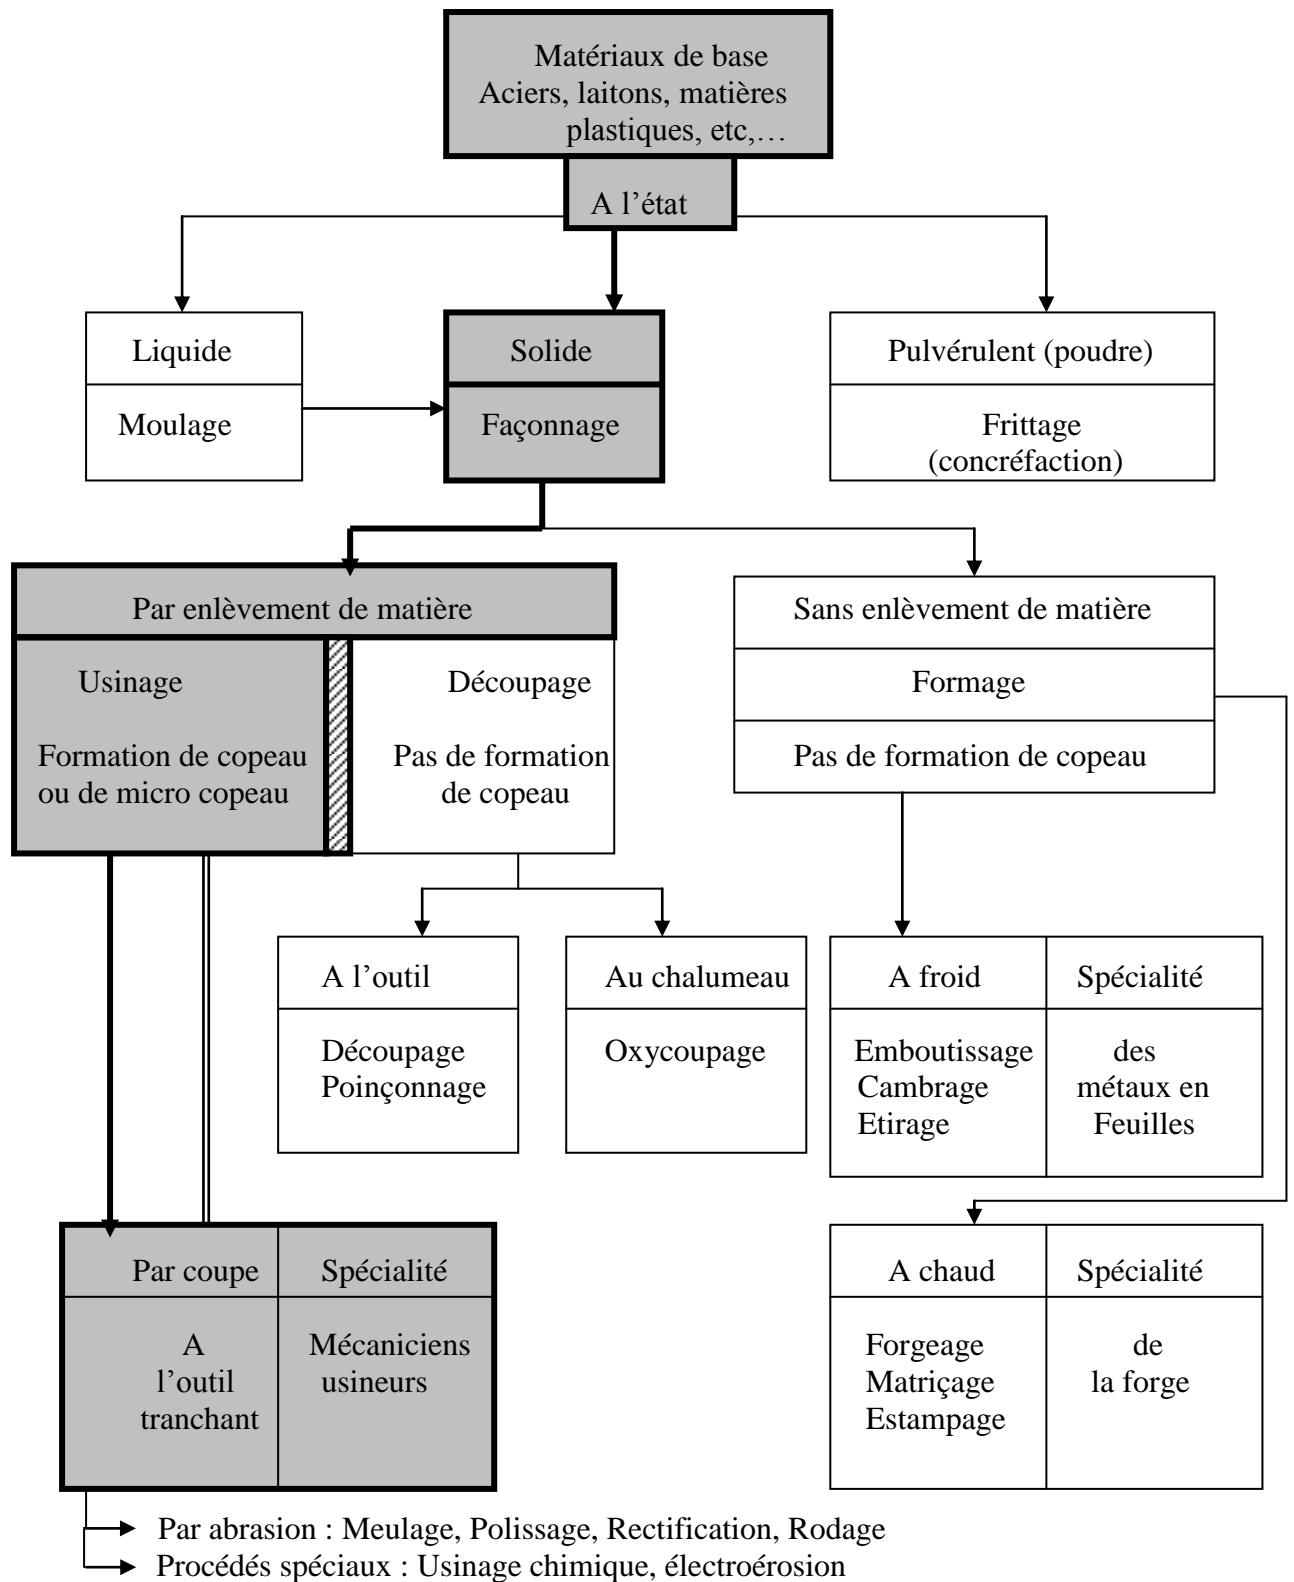 Matériaux de base
Aciers, laitons, matières
plastiques, etc,…
A l’état
Liquide
Moulage
Solide
Façonnage
Pulvérulent (poudre)
Frittage
(concréfaction)
Par enlèvement de matière
Usinage
Formation de copeau
ou de micro copeau
Découpage
Pas de formation
de copeau
Sans enlèvement de matière
Formage
Pas de formation de copeau
A l’outil
Découpage
Poinçonnage
Au chalumeau
Oxycoupage
A froid
Emboutissage
Cambrage
Etirage
Spécialité
des
métaux en
Feuilles
Par coupe
A
l’outil
tranchant
Spécialité
Mécaniciens
usineurs
A chaud
Forgeage
Matriçage
Estampage
Spécialité
de
la forge
Par abrasion : Meulage, Polissage, Rectification, Rodage
Procédés spéciaux : Usinage chimique, électroérosion